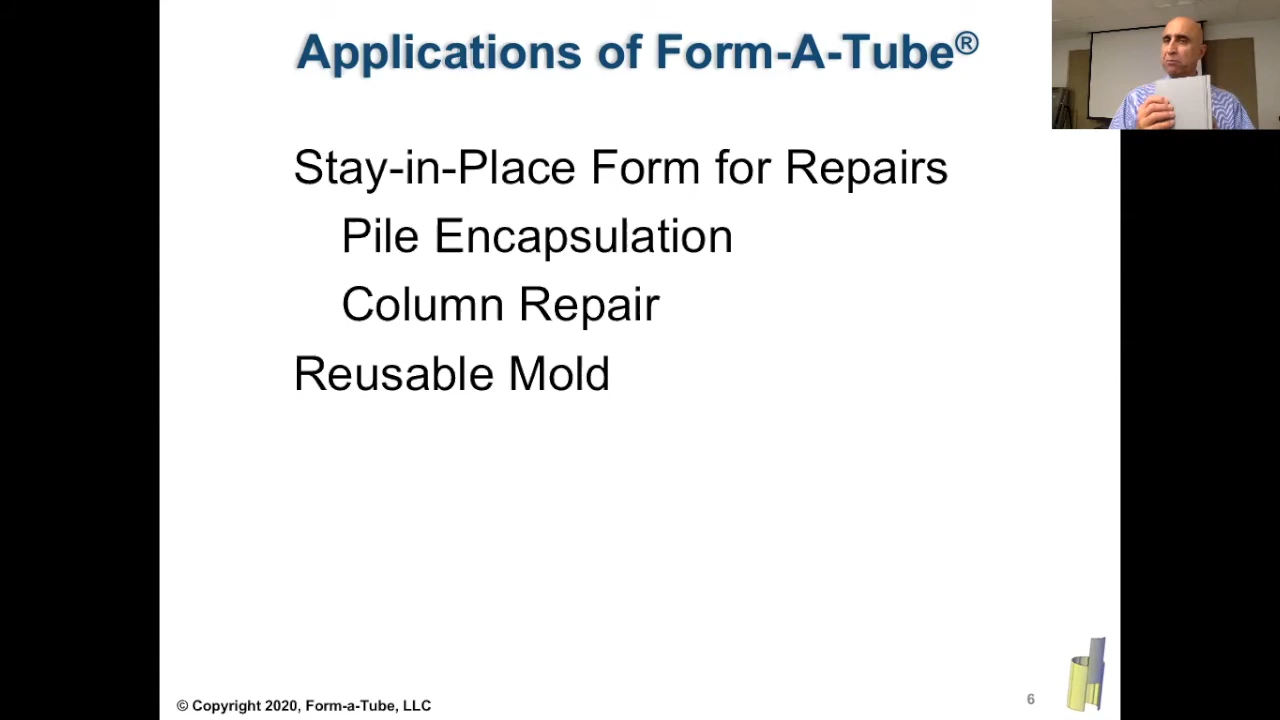 Applications of Form-A-Tube®
Stay-in-Place Form for Repairs
Pile Encapsulation
Column Repair
Reusable Mold
© Copyright 2020, Form-a-Tube, LLC
6